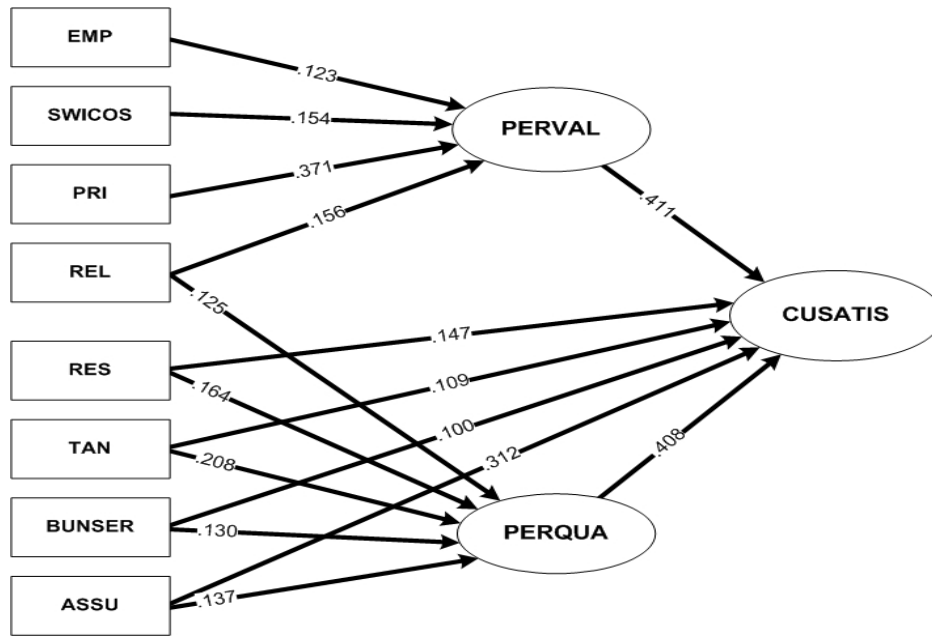 EMP
SWICOS
PRI
REL
RES
TAN
BUNSER
ASSU
PERVAL
PERQUA
CUSATIS
.123
.154
.371
.156
.125
.411
.147
.164
.109
.208
.100
.130
.312
.137
.408